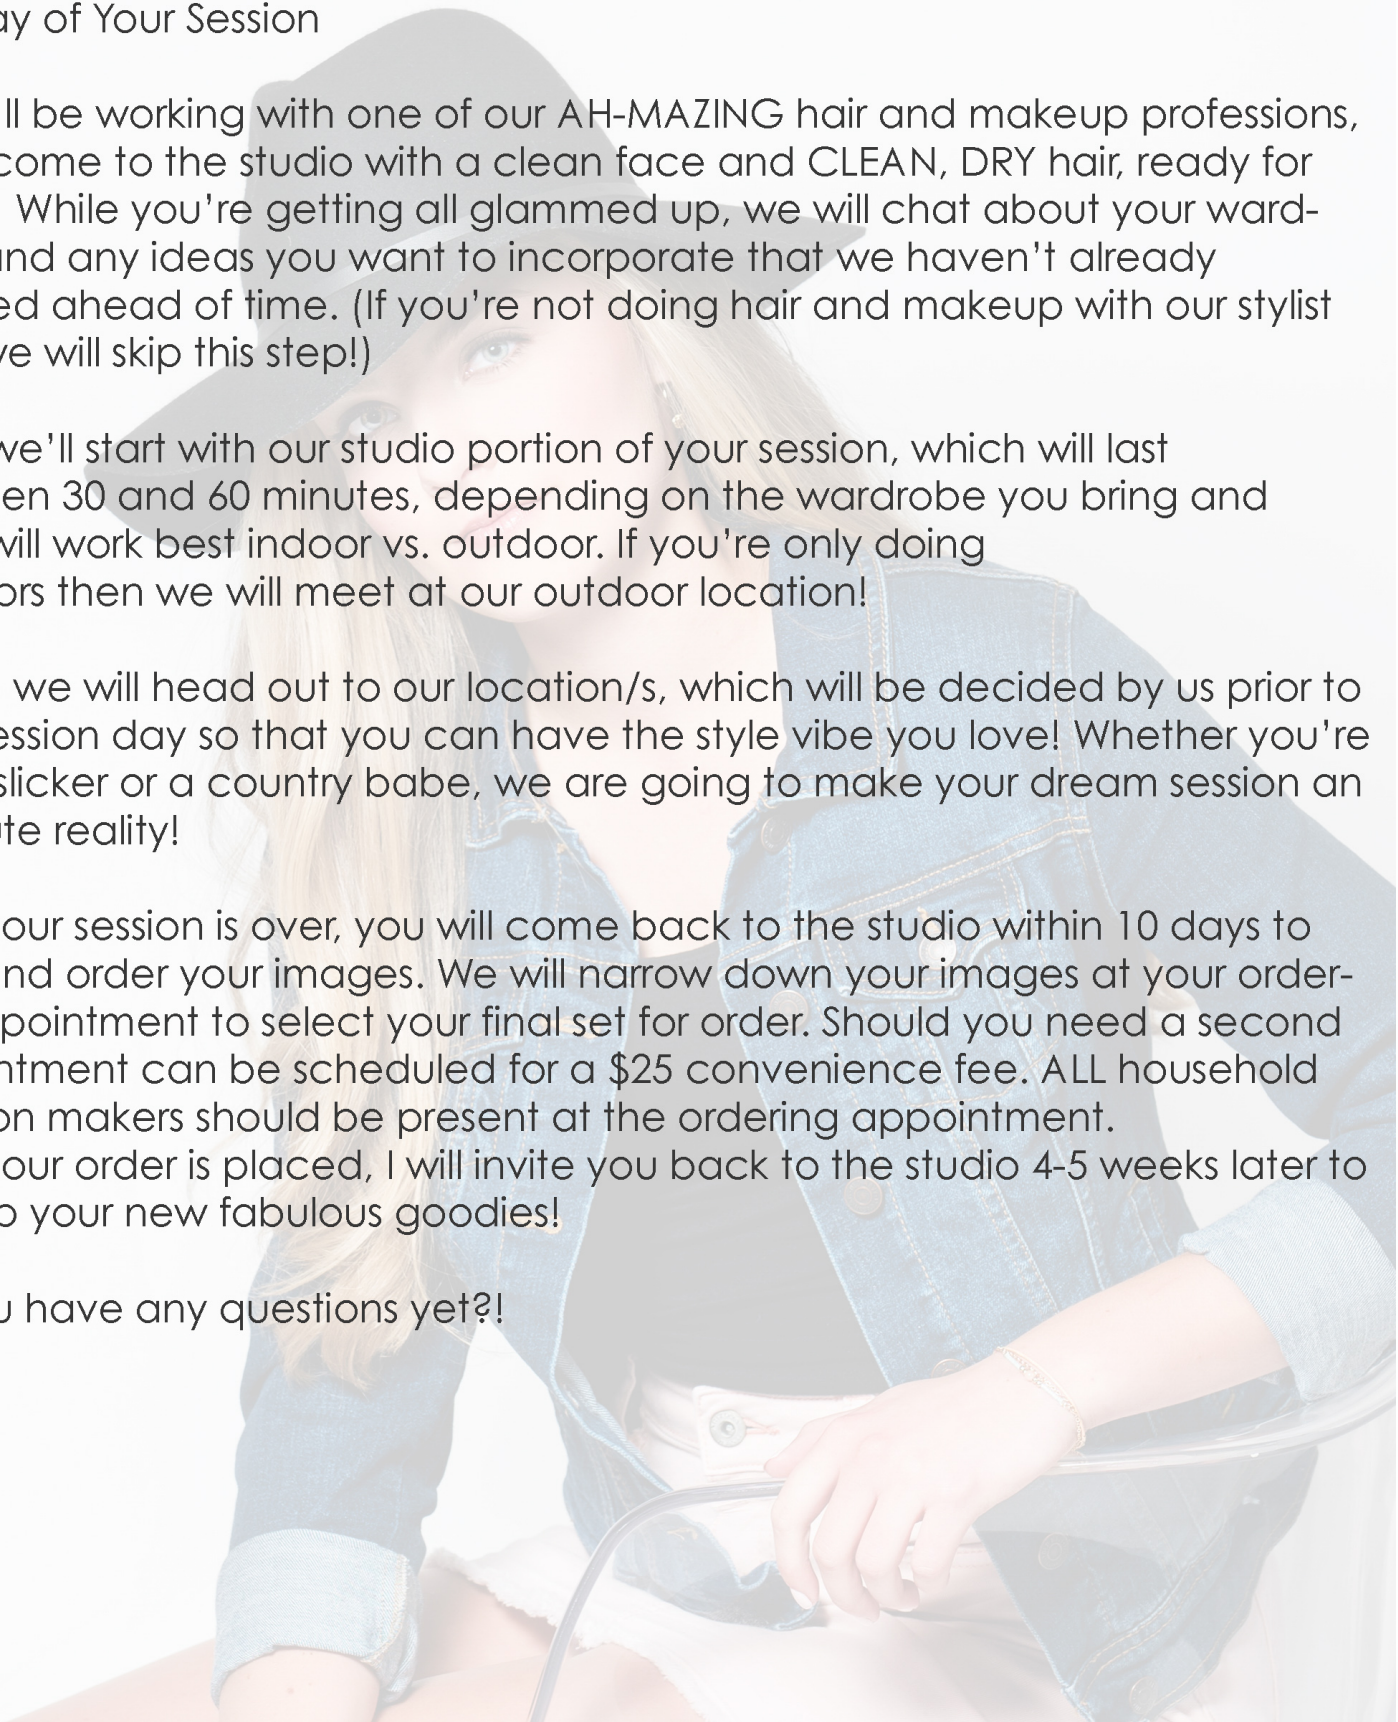 ay of Your Session
ll be working with one of our AH-MAZING hair and makeup professions,
come to the studio with a clean face and CLEAN, DRY hair, ready for
While you're getting all glammed up, we will chat about your ward-
and any ideas you want to incorporate that we haven't already
ed ahead of time. (If you're not doing hair and makeup with our stylist
we will skip this step!)
we'll start with our studio portion of your session, which will last
en 30 and 60 minutes, depending on the wardrobe you bring and
will work best indoor vs. outdoor. If you're only doing
ors then we will meet at our outdoor location!
we will head out to our location/s, which will be decided by us prior to
ession day so that you can have the style vibe you love! Whether you're
slicker or a country babe, we are going to make your dream session an
ute reality!
our session is over, you will come back to the studio within 10 days to
nd order your images. We will narrow down your images at your order-
pointment to select your final set for order. Should you need a second
ntment can be scheduled for a $25 convenience fee. ALL household
on makers should be present at the ordering appointment.
our order is placed, I will invite you back to the studio 4-5 weeks later to
p your new fabulous goodies!
u have any questions yet?!